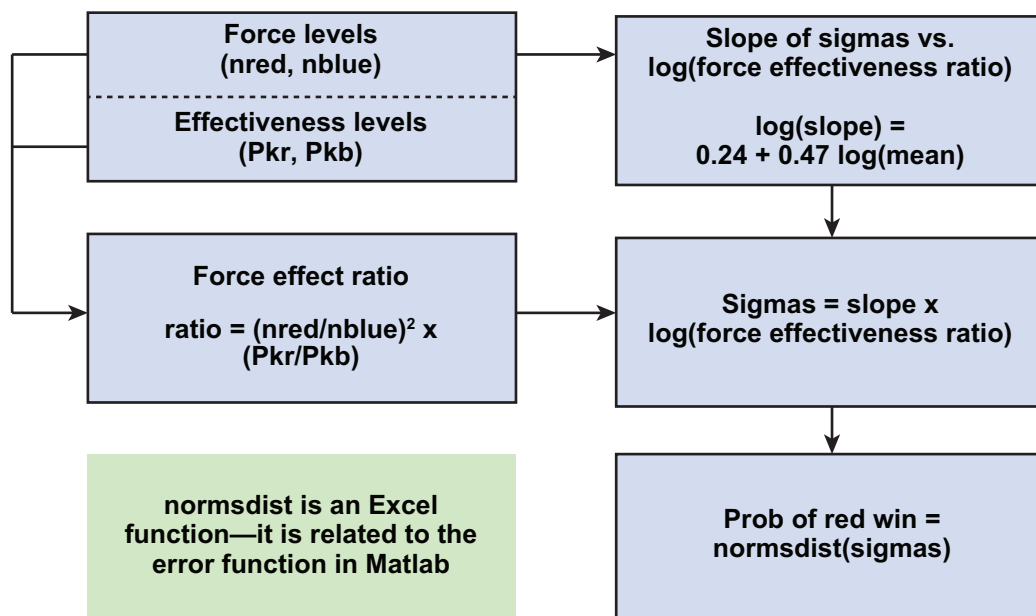 Force levels
(nred, nblue)
Effectiveness levels
(Pkr, Pkb)
Slope of sigmas vs.
log(force effectiveness ratio)
log(slope) =
0.24 + 0.47 log(mean)
Force effect ratio
ratio = (nred/nblue)² x
(Pkr/Pkb)
Sigmas = slope x
log(force effectiveness ratio)
normsdist is an Excel
function—it is related to the
error function in Matlab
Prob of red win =
normsdist(sigmas)